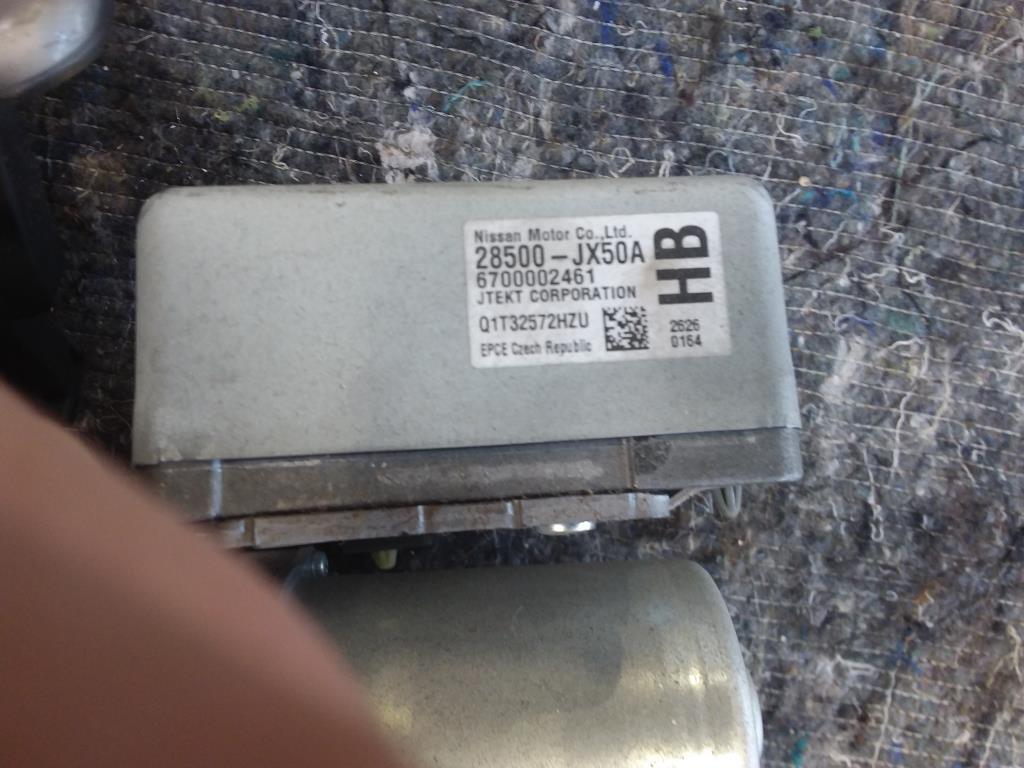 Nissan Motor Co.,Ltd.
28500-JX50A
6700002461
JTEKT CORPORATION
Q1T32572HZU
EPCE Czech Republic
HB
2626
0164